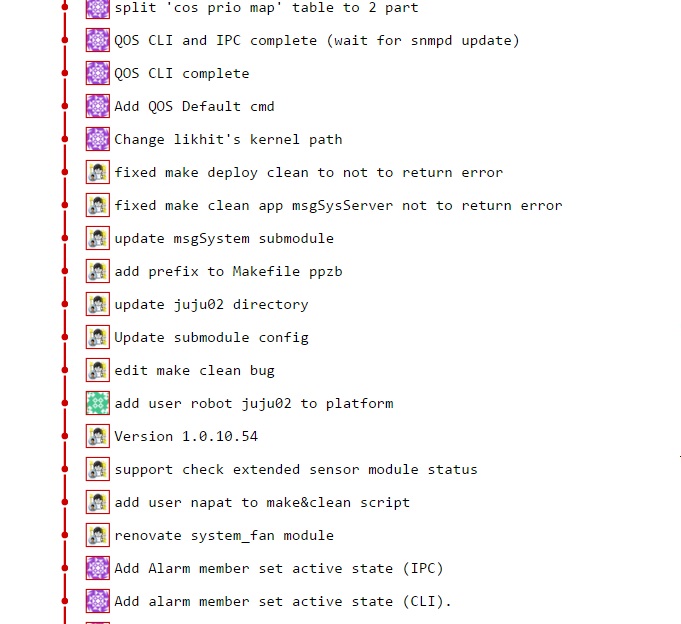 split 'cos prio map' table to 2 part
QOS CLI and IPC complete (wait for snmpd update)
QOS CLI complete
Add QOS Default cmd
Change likhit's kernel path
fixed make deploy clean to not to return error
fixed make clean app msgSysServer not to return error
update msgSystem submodule
add prefix to Makefile ppzb
update juju02 directory
Update submodule config
edit make clean bug
add user robot juju02 to platform
Version 1.0.10.54
support check extended sensor module status
add user napat to make&clean script
renovate system_fan module
Add Alarm member set active state (IPC)
Add alarm member set active state (CLI).